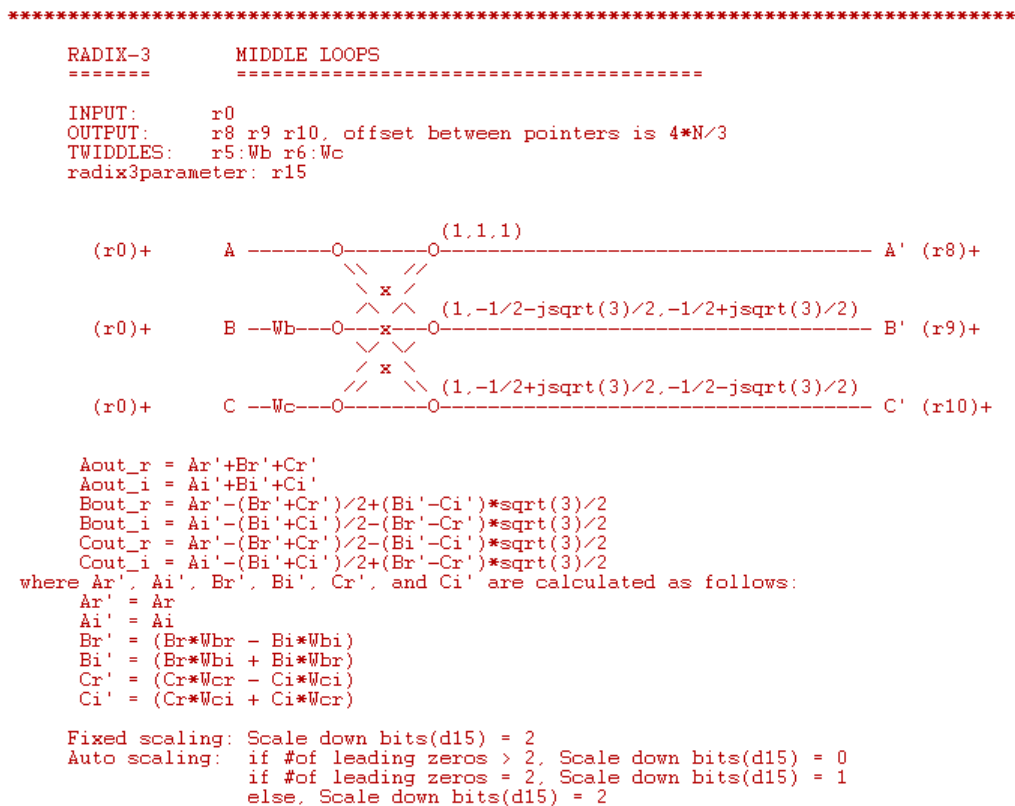 ************************************************************************************
RADIX-3 MIDDLE LOOPS
======= =======================================
INPUT: r0
OUTPUT: r8 r9 r10, offset between pointers is 4*N/3
TWIDDLES: r5:Wb r6:Wc
radix3parameter: r15
(1,1,1)
(r0)+ A -------O-------O------------------------------------ A' (r8)+
\\ //
\ x /
/\ /\ (1,-1/2-jsqrt(3)/2,-1/2+jsqrt(3)/2)
(r0)+ B --Wb---O---x---O------------------------------------ B' (r9)+
\/ \/
/ x \
// \\ (1,-1/2+jsqrt(3)/2,-1/2-jsqrt(3)/2)
(r0)+ C --Wc---O-------O------------------------------------ C' (r10)+
Aout_r = Ar'+Br'+Cr'
Aout_i = Ai'+Bi'+Ci'
Bout_r = Ar'-(Br'+Cr')/2+(Bi'-Ci')*sqrt(3)/2
Bout_i = Ai'-(Bi'+Ci')/2-(Br'-Cr')*sqrt(3)/2
Cout_r = Ar'-(Br'+Cr')/2-(Bi'-Ci')*sqrt(3)/2
Cout_i = Ai'-(Bi'+Ci')/2+(Br'-Cr')*sqrt(3)/2
where Ar', Ai', Br', Bi', Cr', and Ci' are calculated as follows:
Ar' = Ar
Ai' = Ai
Br' = (Br*Wbr - Bi*Wbi)
Bi' = (Br*Wbi + Bi*Wbr)
Cr' = (Cr*Wcr - Ci*Wci)
Ci' = (Cr*Wci + Ci*Wcr)
Fixed scaling: Scale down bits(d15) = 2
Auto scaling: if #of leading zeros > 2, Scale down bits(d15) = 0
if #of leading zeros = 2, Scale down bits(d15) = 1
else, Scale down bits(d15) = 2